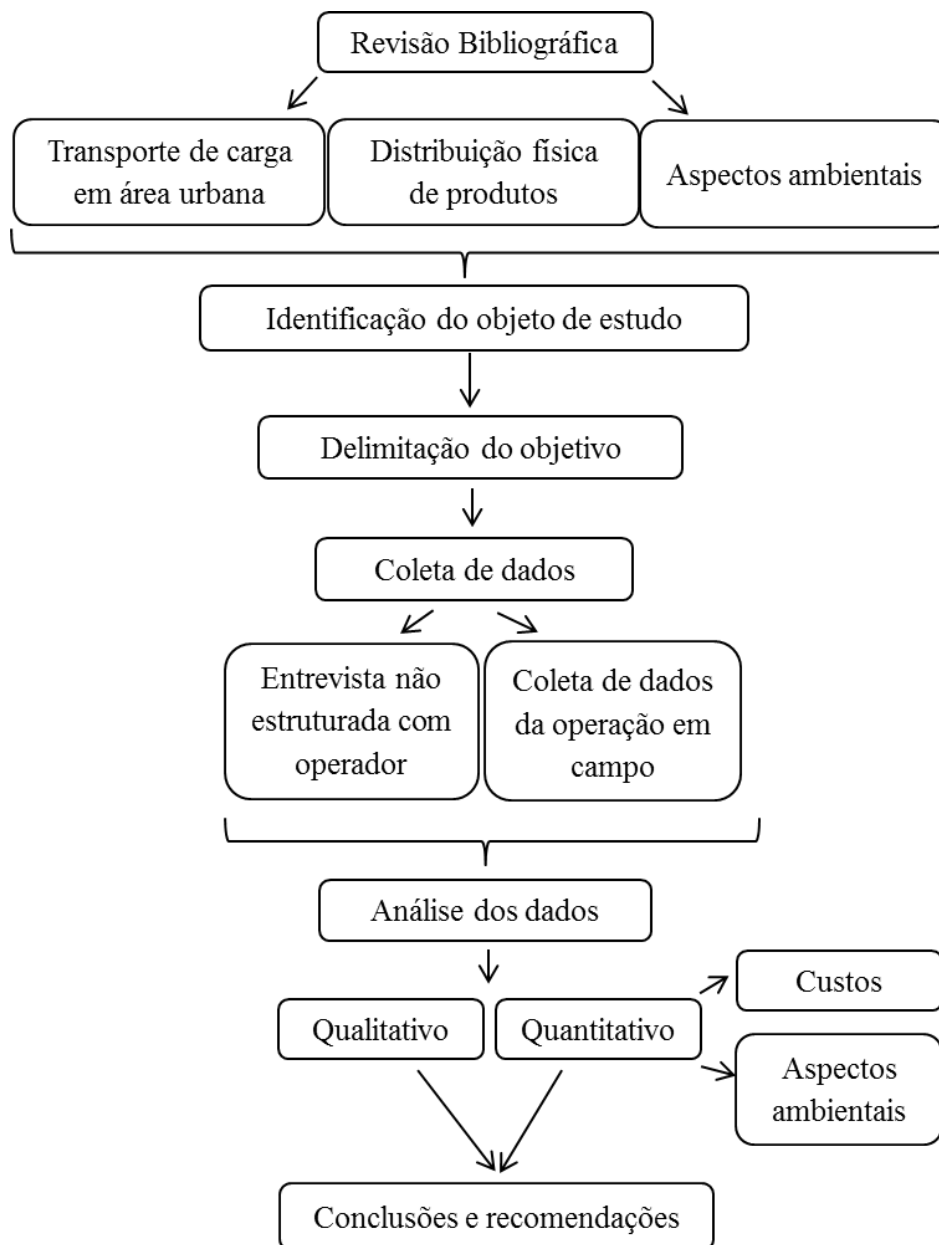 Revisão Bibliográfica
Transporte de carga
em área urbana
Distribuição física
de produtos
Aspectos ambientais
Identificação do objeto de estudo
Delimitação do objetivo
Coleta de dados
Entrevista não
estruturada com
operador
Coleta de dados
da operação em
campo
Análise dos dados
Qualitativo
Quantitativo
Custos
Aspectos
ambientais
Conclusões e recomendações